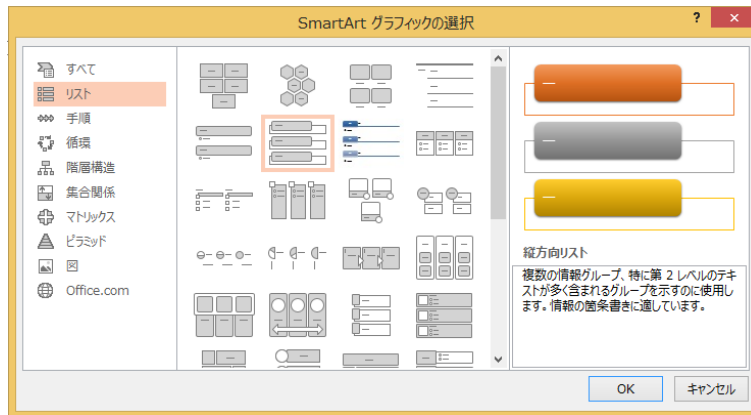 SmartArt グラフィックの選択
すべて
リスト
手順
循環
階層構造
集合関係
マトリックス
ピラミッド
図
Office.com
縦方向リスト
複数の情報グループ、特に第 2 レベルのテキ
ストが多く含まれるグループを示すのに使用し
ます。情報の箇条書きに適しています。
OK
キャンセル